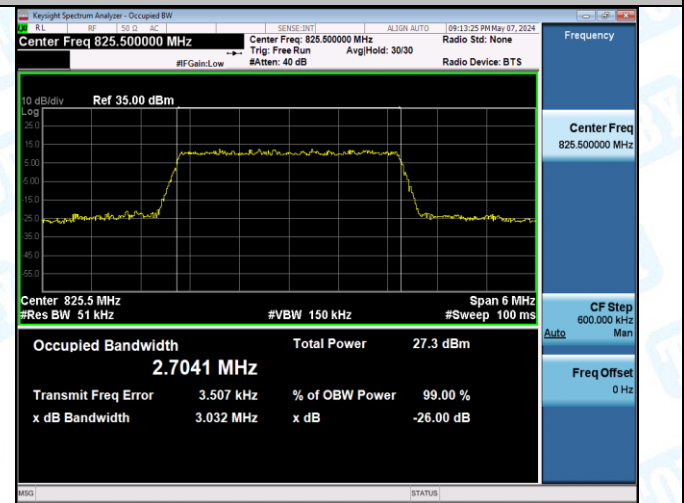 Keysight Spectrum Analyzer - Occupied BW
RL RF 50 Ω AC SENSE:INT ALIGN AUTO 09:13:25 PM May 07, 2024
Center Freq 825.500000 MHz
Center Freq: 825.500000 MHz
Radio Std: None
Trig: Free Run Avg|Hold: 30/30
#IFGain:Low #Atten: 40 dB Radio Device: BTS
Frequency
10 dB/div Ref 35.00 dBm
Log
25.0
15.0
5.00
-5.00
-15.0
-25.0
-35.0
-45.0
-55.0
Center Freq
825.500000 MHz
Center 825.5 MHz Span 6 MHz
#Res BW 51 kHz #VBW 150 kHz #Sweep 100 ms
CF Step
600.000 kHz
Auto Man
Occupied Bandwidth Total Power 27.3 dBm
2.7041 MHz
Transmit Freq Error 3.507 kHz % of OBW Power 99.00 %
x dB Bandwidth 3.032 MHz x dB -26.00 dB
Freq Offset
0 Hz
MSG STATUS